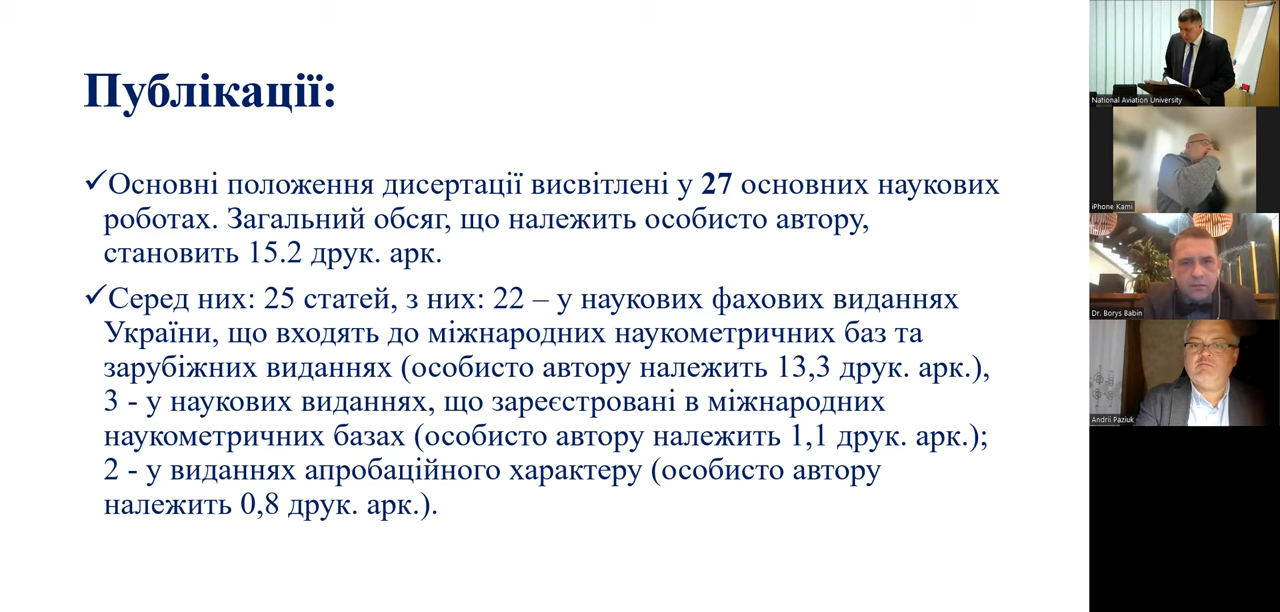 Публікації:
✓Основні положення дисертації висвітлені у 27 основних наукових
роботах. Загальний обсяг, що належить особисто автору,
становить 15.2 друк. арк.
✓Серед них: 25 статей, з них: 22 – у наукових фахових виданнях
України, що входять до міжнародних наукометричних баз та
зарубіжних виданнях (особисто автору належить 13,3 друк. арк.),
3 - у наукових виданнях, що зареєстровані в міжнародних
наукометричних базах (особисто автору належить 1,1 друк. арк.);
2 - у виданнях апробаційного характеру (особисто автору
належить 0,8 друк. арк.).
National Aviation University
iPhone Kami
Dr. Borys Babin
Andrii Paziuk